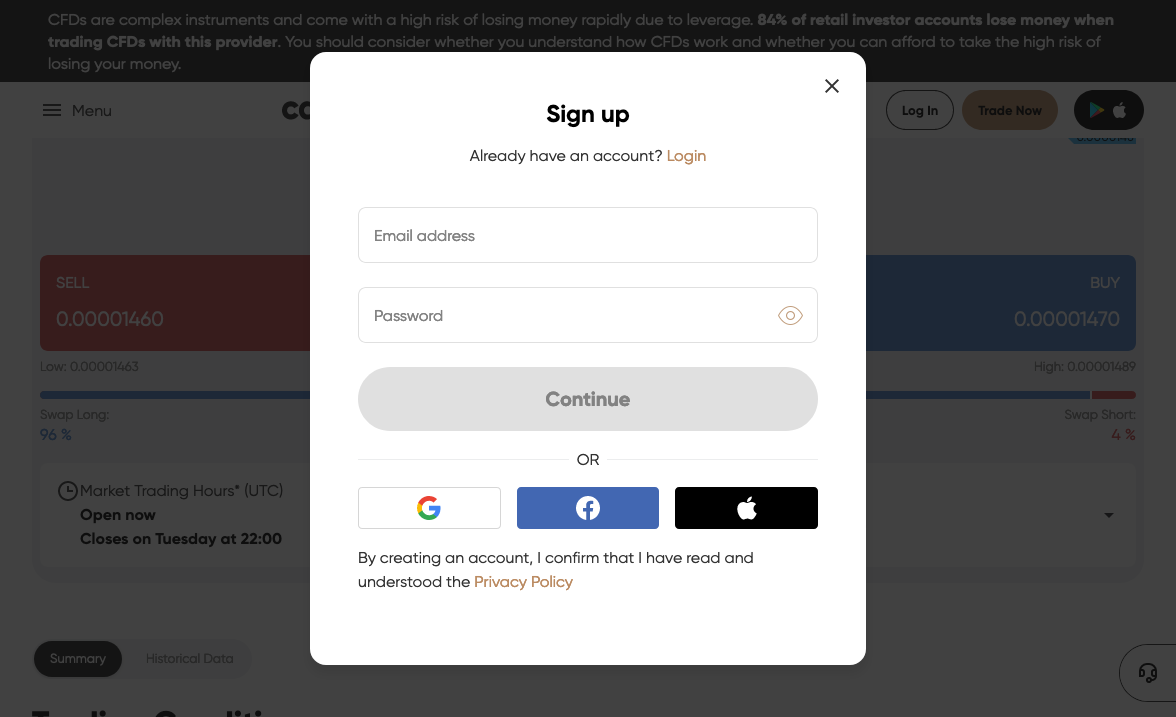 CFDs are complex instruments and come with a high risk of losing money rapidly due to leverage. 84% of retail investor accounts lose money when
trading CFDs with this provider. You should consider whether you understand how CFDs work and whether you can afford to take the high risk of
losing your money.
Menu
Log In
Trade Now
Sign up
Already have an account? Login
Email address
Password
Continue
OR
By creating an account, I confirm that I have read and
understood the Privacy Policy
SELL
0.00001460
BUY
0.00001470
Low: 0.00001463
High: 0.00001489
Swap Long:
96 %
Swap Short:
4 %
Market Trading Hours* (UTC)
Open now
Closes on Tuesday at 22:00
Summary
Historical Data